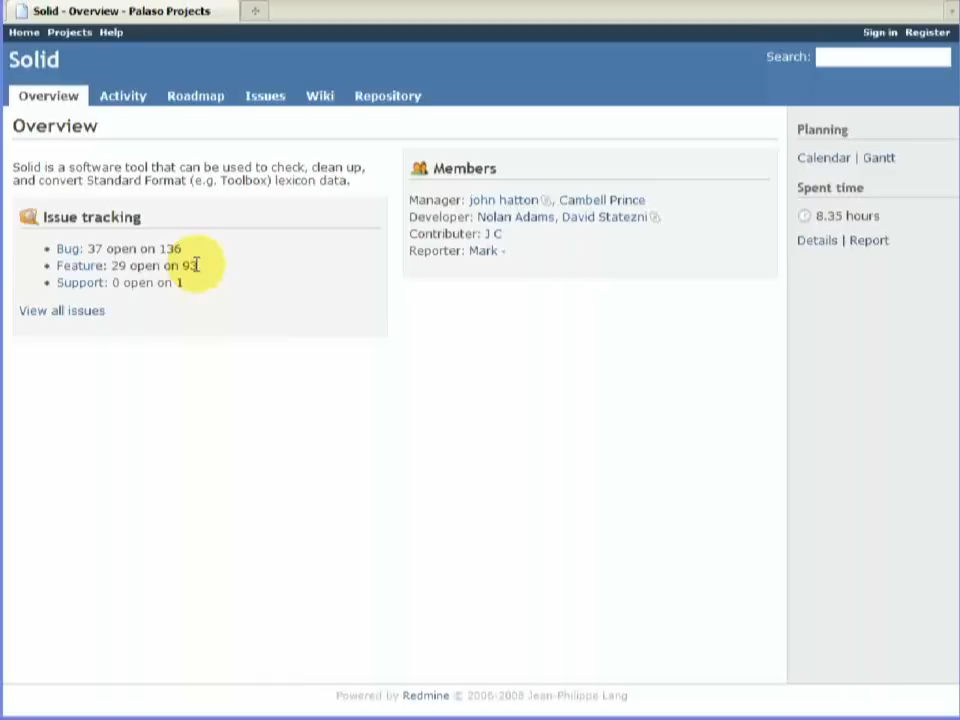 Solid - Overview - Palaso Projects
Home Projects Help
Sign in Register
Solid
Search:
Overview Activity Roadmap Issues Wiki Repository
Overview
Solid is a software tool that can be used to check, clean up,
and convert Standard Format (e.g. Toolbox) lexicon data.
Issue tracking
• Bug: 37 open on 136
• Feature: 29 open on 93
• Support: 0 open on 1
View all issues
Members
Manager: john hatton, Cambell Prince
Developer: Nolan Adams, David Statezni
Contributer: J C
Reporter: Mark -
Planning
Calendar | Gantt
Spent time
8.35 hours
Details | Report
Powered by Redmine © 2006-2008 Jean-Philippe Lang